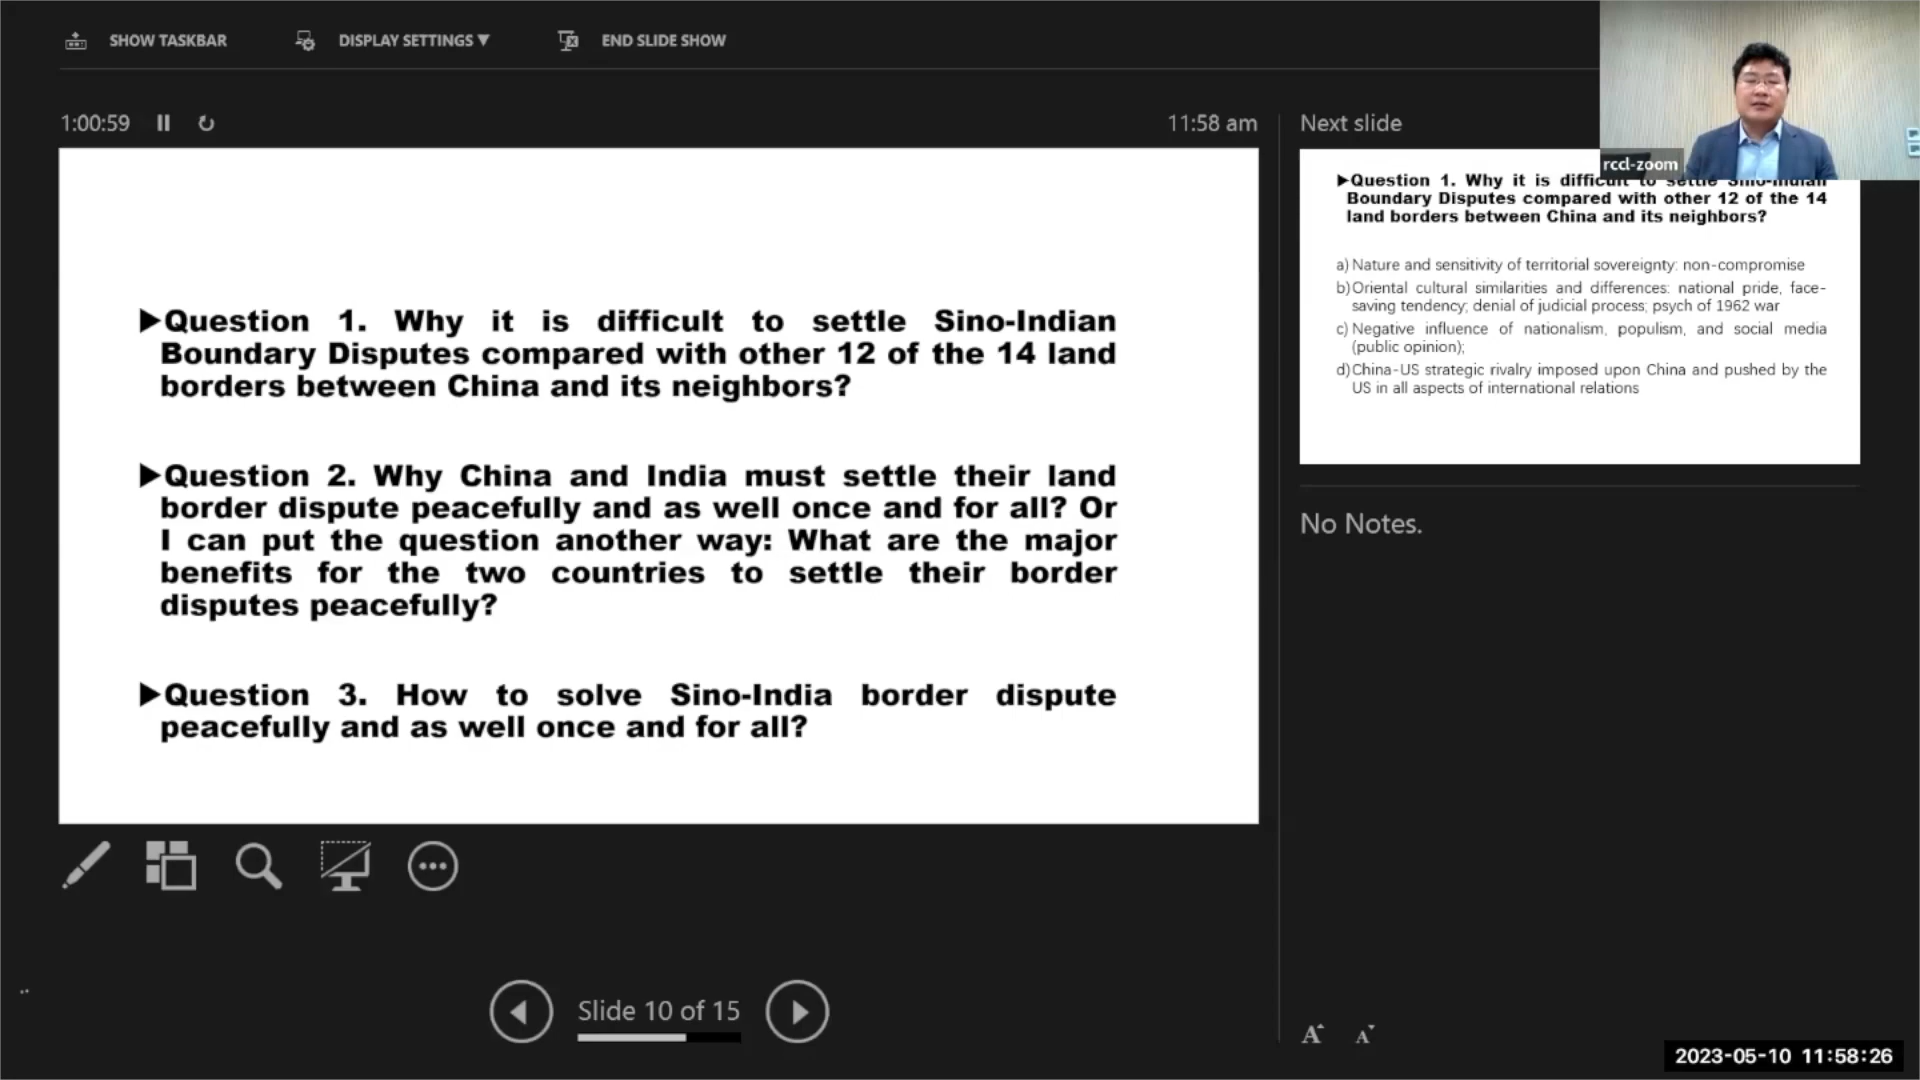 SHOW TASKBAR
DISPLAY SETTINGS ▼
END SLIDE SHOW
1:00:59
11:58 am
▶Question 1. Why it is difficult to settle Sino-Indian
Boundary Disputes compared with other 12 of the 14 land
borders between China and its neighbors?
▶Question 2. Why China and India must settle their land
border dispute peacefully and as well once and for all? Or
I can put the question another way: What are the major
benefits for the two countries to settle their border
disputes peacefully?
▶Question 3. How to solve Sino-India border dispute
peacefully and as well once and for all?
Slide 10 of 15
Next slide
rccl-zoom
▶Question 1. Why it is difficult to settle Sino-Indian
Boundary Disputes compared with other 12 of the 14
land borders between China and its neighbors?
a) Nature and sensitivity of territorial sovereignty: non-compromise
b) Oriental cultural similarities and differences: national pride, face-
saving tendency; denial of judicial process; psych of 1962 war
c) Negative influence of nationalism, populism, and social media
(public opinion);
d) China-US strategic rivalry imposed upon China and pushed by the
US in all aspects of international relations
No Notes.
A A
2023-05-10 11:58:26